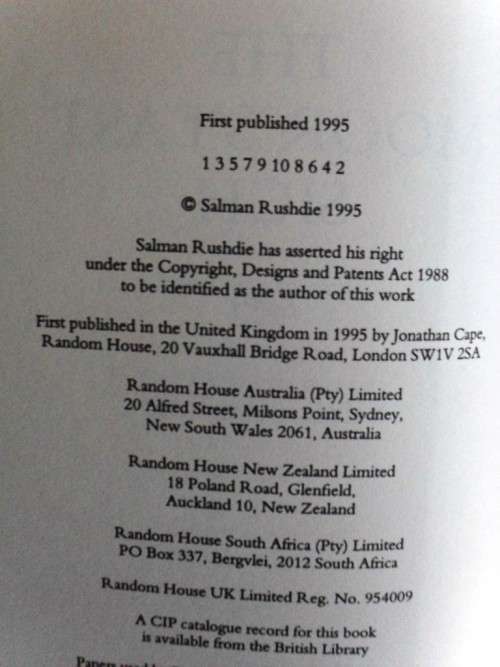 First published 1995
1 3 5 7 9 10 8 6 4 2
© Salman Rushdie 1995
Salman Rushdie has asserted his right
under the Copyright, Designs and Patents Act 1988
to be identified as the author of this work
First published in the United Kingdom in 1995 by Jonathan Cape,
Random House, 20 Vauxhall Bridge Road, London SW1V 2SA
Random House Australia (Pty) Limited
20 Alfred Street, Milsons Point, Sydney,
New South Wales 2061, Australia
Random House New Zealand Limited
18 Poland Road, Glenfield,
Auckland 10, New Zealand
Random House South Africa (Pty) Limited
PO Box 337, Bergvlei, 2012 South Africa
Random House UK Limited Reg. No. 954009
A CIP catalogue record for this book
is available from the British Library
Papers used